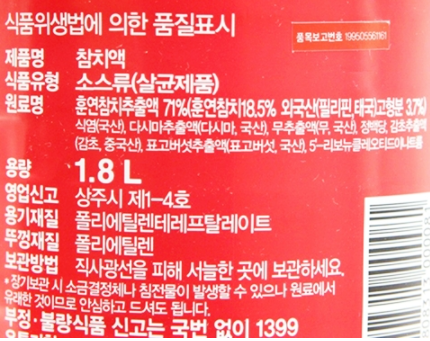 식품위생법에 의한 품질표시
품목보고번호 199505561161
제품명 참치액
식품유형 소스류(살균제품)
원료명 훈연참치추출액 71%(훈연참치18.5% 외국산(필리핀,태국)고형분 3.7%)
식염(국산), 다시마추출액(다시마, 국산), 무추출액(무, 국산), 정백당, 감초추출액
(감초, 중국산), 표고버섯추출액(표고버섯, 국산), 5'-리보뉴클레오티드이나트륨
용량 1.8 L
영업신고 상주시 제1-4호
용기재질 폴리에틸렌테레프탈레이트
뚜껑재질 폴리에틸렌
보관방법 직사광선을 피해 서늘한 곳에 보관하세요.
*장기보관 시 소금결정체나 침전물이 발생할 수 있으나 원료에서
유래한 것이므로 안심하고 드셔도 됩니다.
부정·불량식품 신고는 국번 없이 1399